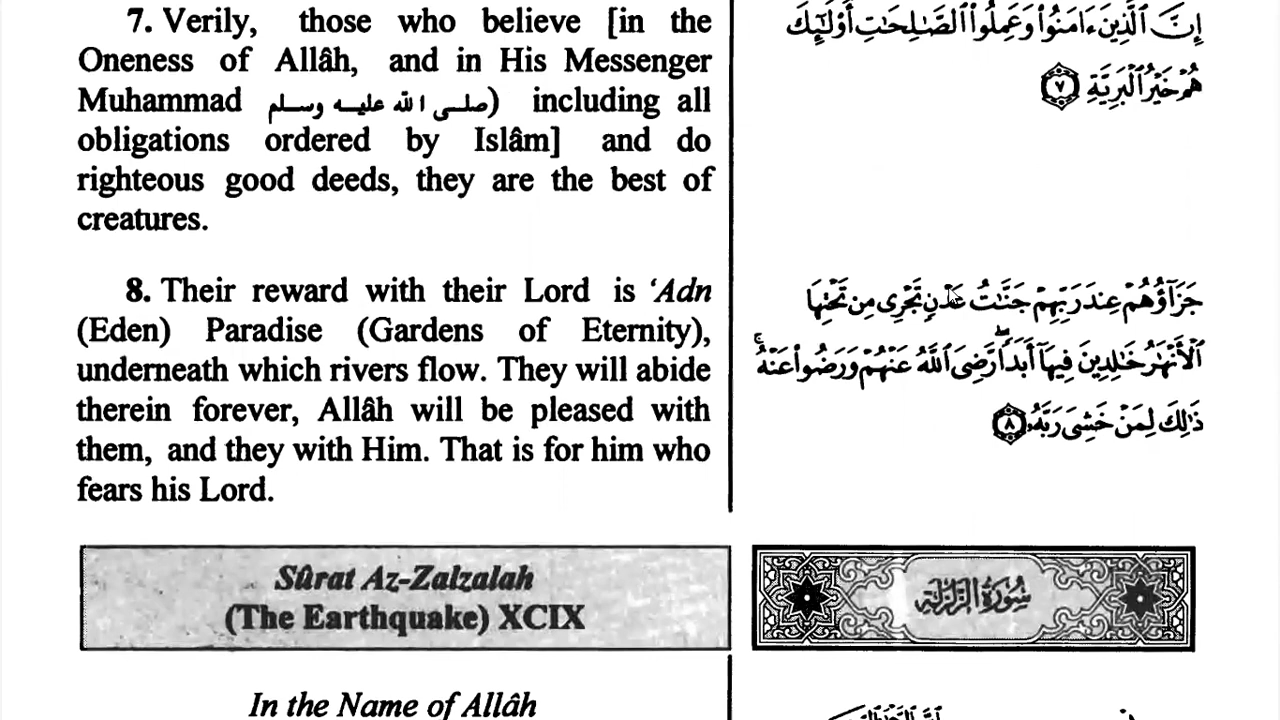 7. Verily, those who believe [in the
Oneness of Allâh, and in His Messenger
Muhammad صلى الله عليه وسلم) including all
obligations ordered by Islâm] and do
righteous good deeds, they are the best of
creatures.
8. Their reward with their Lord is ‘Adn
(Eden) Paradise (Gardens of Eternity),
underneath which rivers flow. They will abide
therein forever, Allâh will be pleased with
them, and they with Him. That is for him who
fears his Lord.
إِنَّ ٱلَّذِينَ ءَامَنُوا۟ وَعَمِلُوا۟ ٱلصَّـٰلِحَـٰتِ أُو۟لَـٰٓئِكَ
هُمْ خَيْرُ ٱلْبَرِيَّةِ ٧
جَزَآؤُهُمْ عِندَ رَبِّهِمْ جَنَّـٰتُ عَدْنٍ تَجْرِى مِن تَحْتِهَا
ٱلْأَنْهَـٰرُ خَـٰلِدِينَ فِيهَآ أَبَدًا ۖ رَّضِىَ ٱللَّهُ عَنْهُمْ وَرَضُوا۟ عَنْهُ ۚ
ذَٰلِكَ لِمَنْ خَشِىَ رَبَّهُۥ ٨
Sûrat Az-Zalzalah
(The Earthquake) XCIX
سُورَةُ الزَّلْزَلَة
In the Name of Allâh